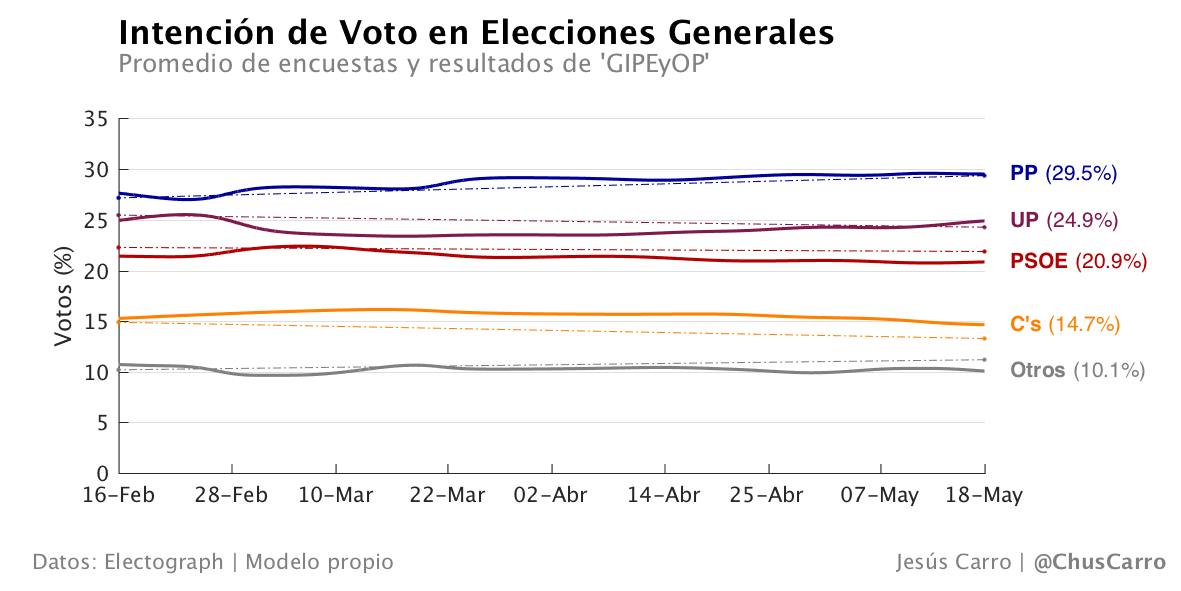 Intención de Voto en Elecciones Generales
Promedio de encuestas y resultados de 'GIPEyOP'
Votos (%)
35
30
25
20
15
10
5
0
16-Feb 28-Feb 10-Mar 22-Mar 02-Abr 14-Abr 25-Abr 07-May 18-May
PP (29.5%)
UP (24.9%)
PSOE (20.9%)
C's (14.7%)
Otros (10.1%)
Datos: Electograph | Modelo propio
Jesús Carro | @ChusCarro